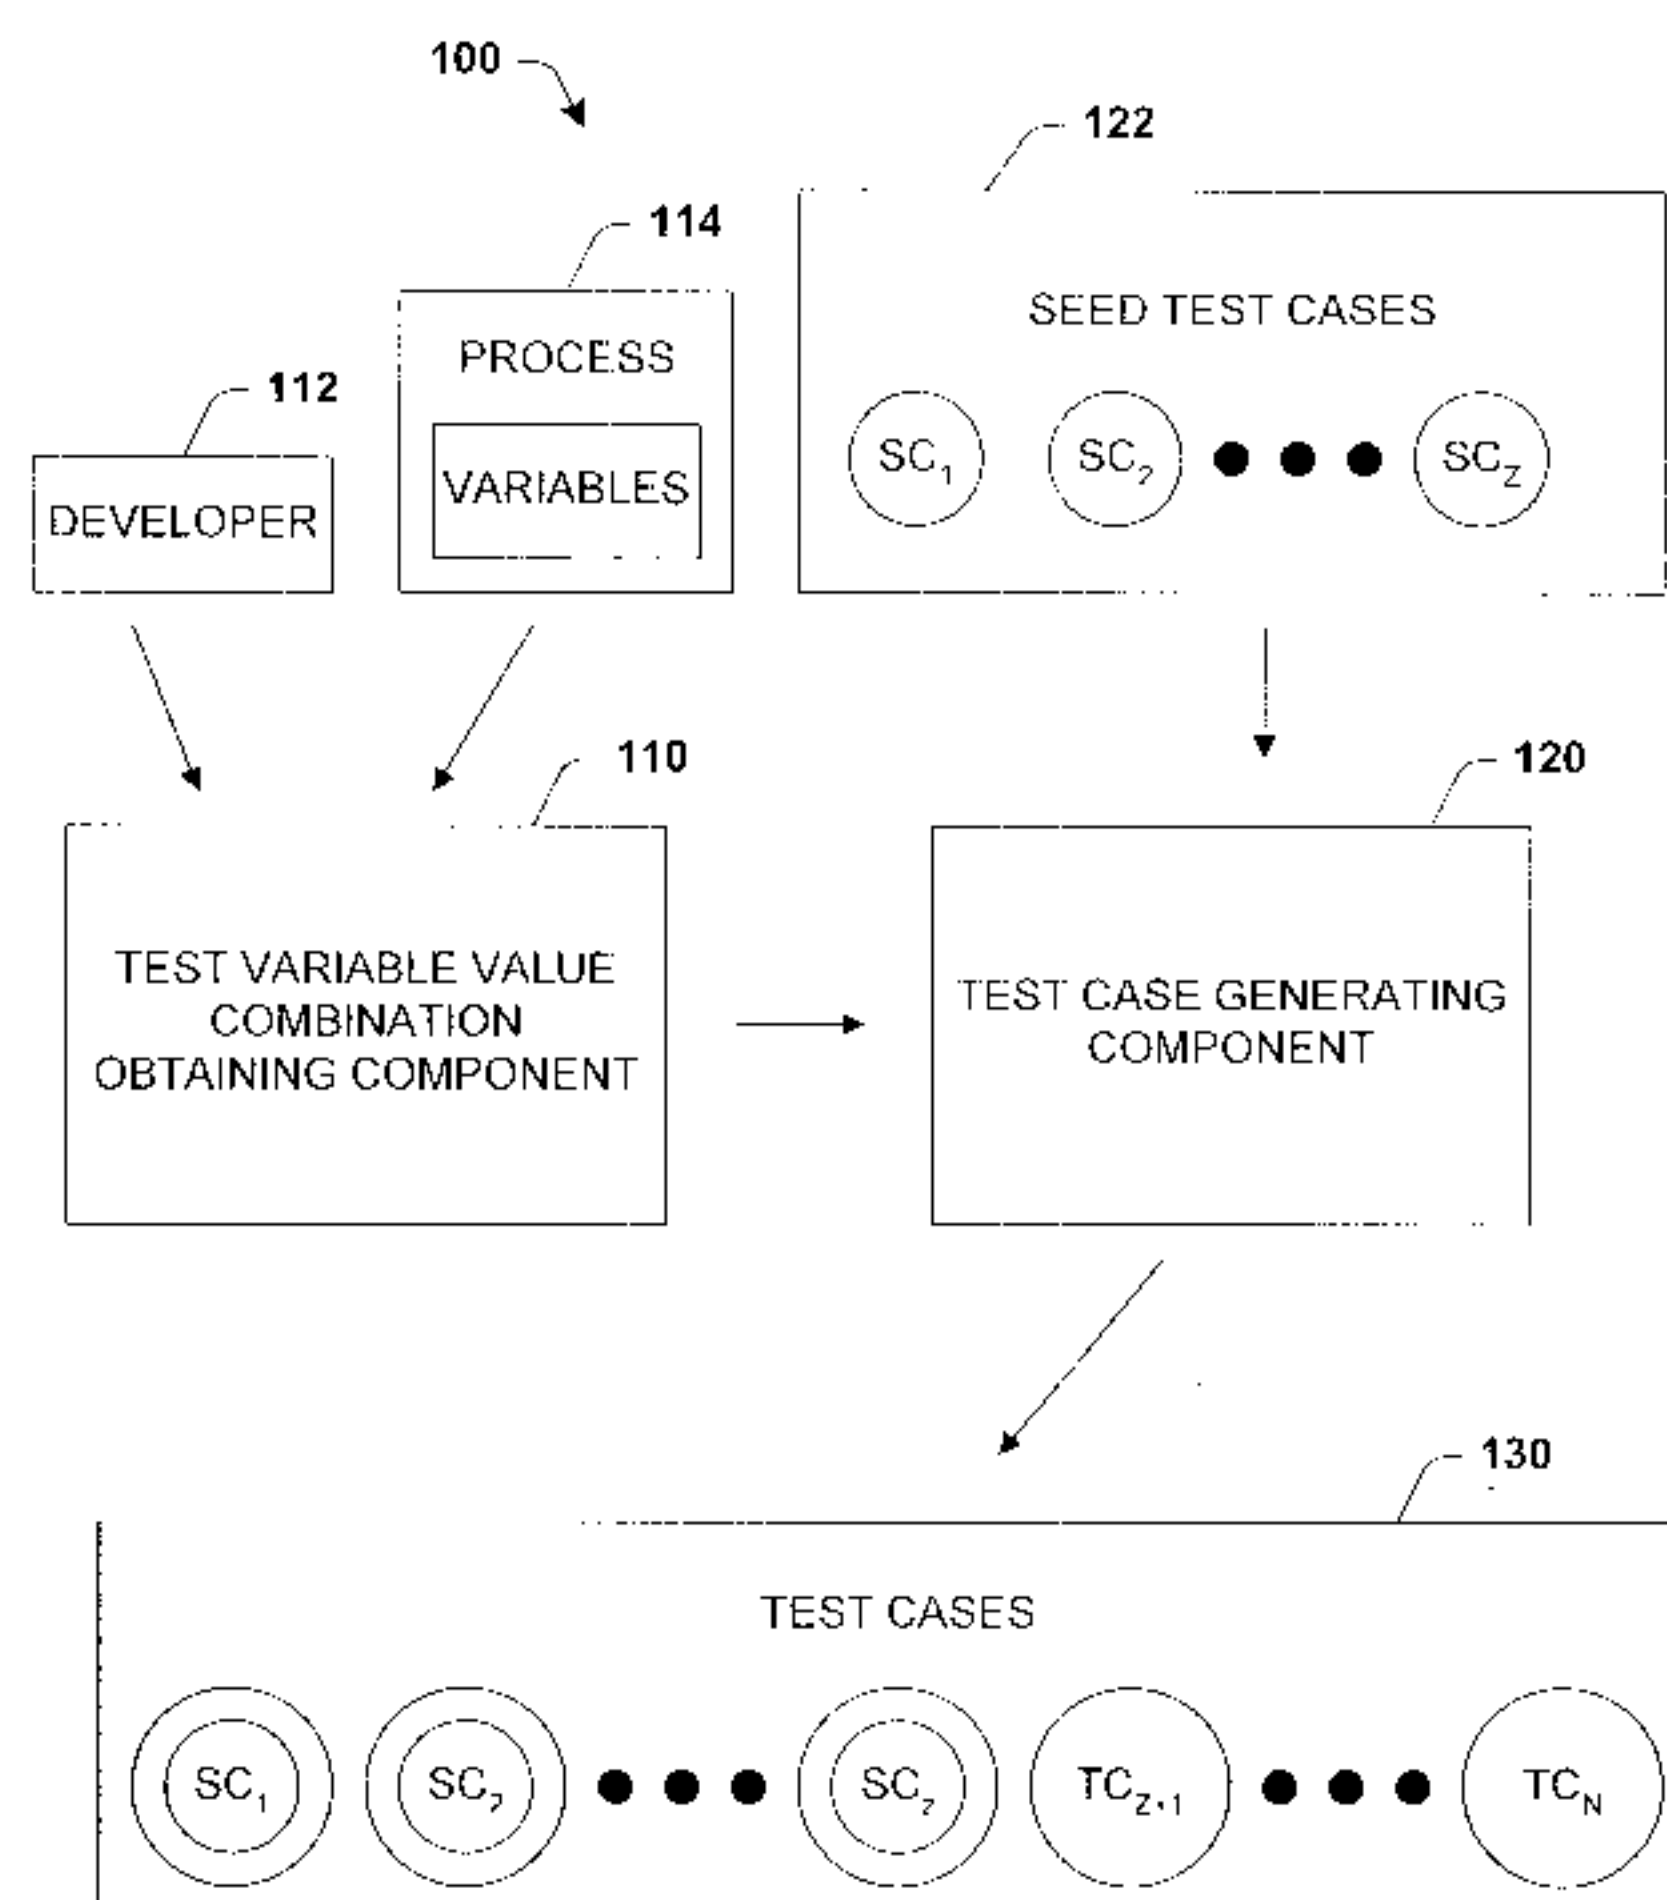 100
122
114
SEED TEST CASES
PROCESS
112
VARIABLES
SC1 SC2 SCZ
DEVELOPER
110
120
TEST VARIABLE VALUE
COMBINATION
OBTAINING COMPONENT
TEST CASE GENERATING
COMPONENT
130
TEST CASES
SC1 SC2 SCZ TCZ+1 TCN